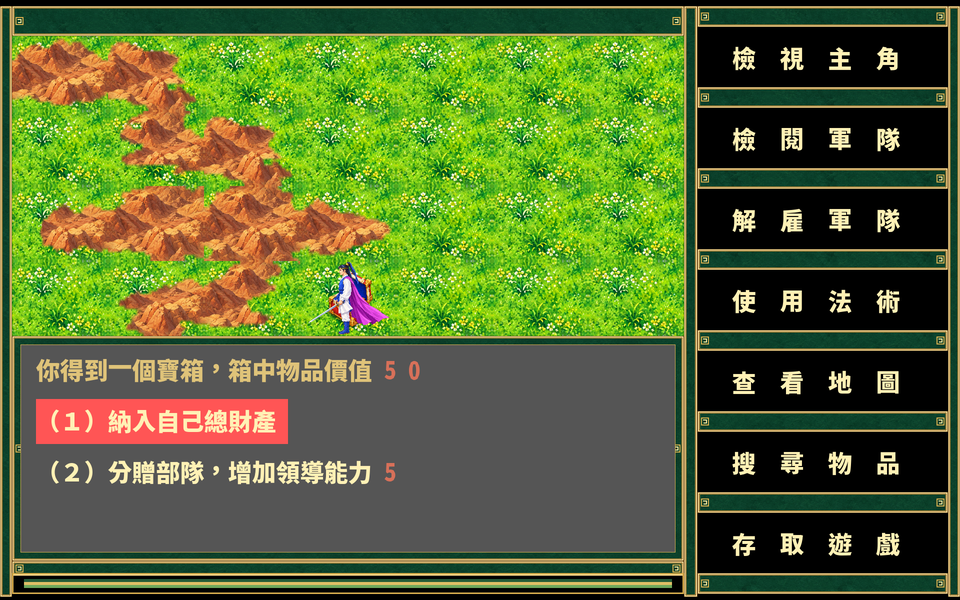 你得到一個寶箱，箱中物品價值 50
（1）納入自己總財產
（2）分贈部隊，增加領導能力 5
檢視主角
檢閱軍隊
解雇軍隊
使用法術
查看地圖
搜尋物品
存取遊戲